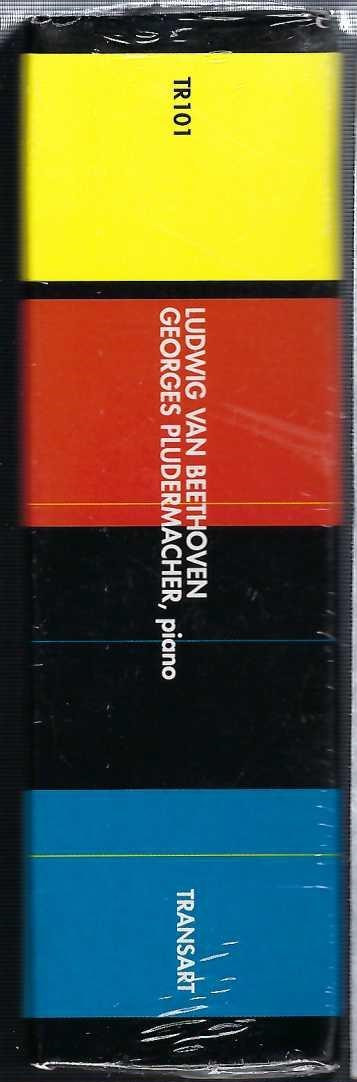 TR101
LUDWIG VAN BEETHOVEN
GEORGES PLUDERMACHER, piano
TRANSART